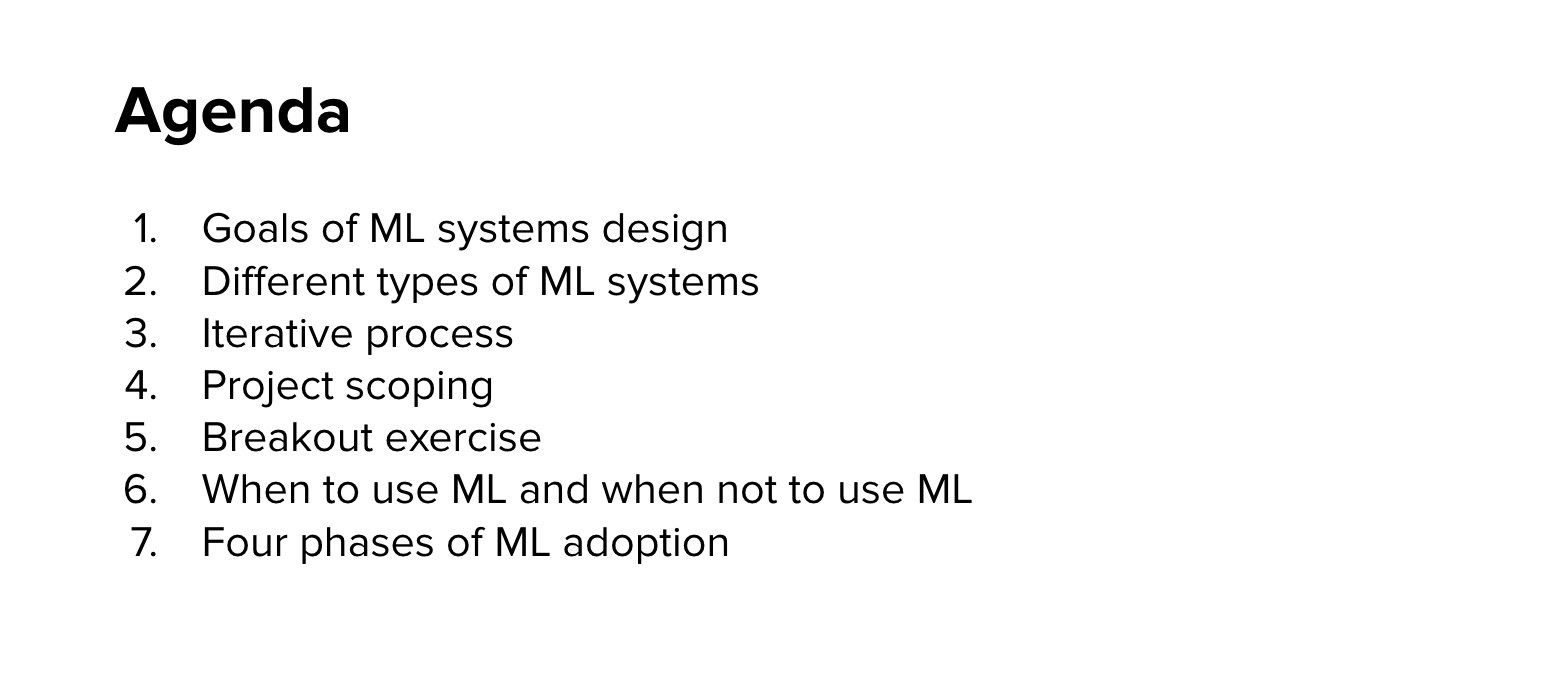 Agenda
1. Goals of ML systems design
2. Different types of ML systems
3. Iterative process
4. Project scoping
5. Breakout exercise
6. When to use ML and when not to use ML
7. Four phases of ML adoption